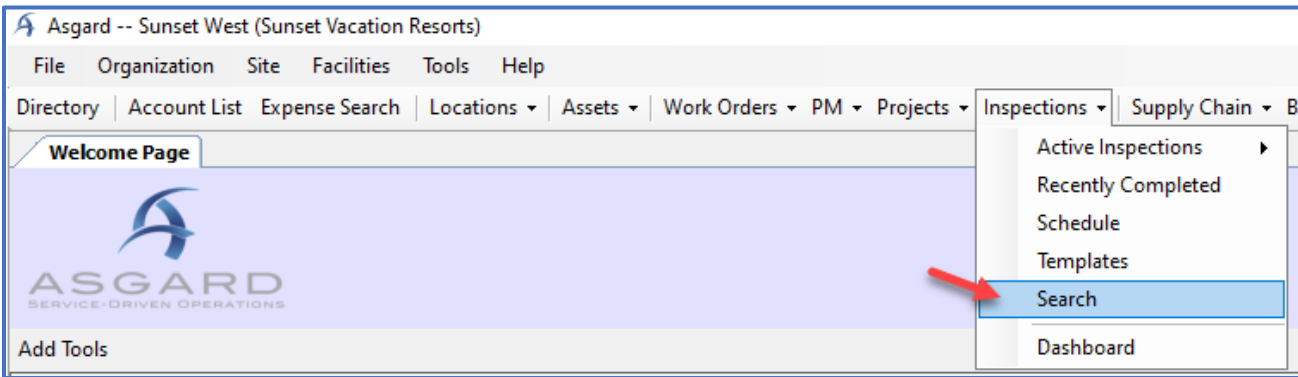 Asgard -- Sunset West (Sunset Vacation Resorts)
File Organization Site Facilities Tools Help
Directory Account List Expense Search Locations Assets Work Orders PM Projects Inspections Supply Chain B
Welcome Page
Active Inspections
Recently Completed
Schedule
Templates
Search
Dashboard
ASGARD
SERVICE-DRIVEN OPERATIONS
Add Tools